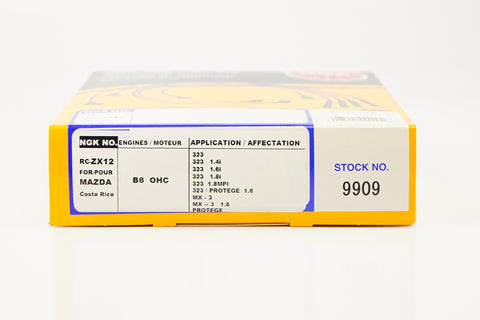 NGK NO.
ENGINES / MOTEUR
APPLICATION / AFFECTATION
RC-ZX12
FOR/POUR
MAZDA
Costa Rica
B6 OHC
323
323 1.4i
323 1.6i
323 1.8i
323 1.8MPI
323 / PROTEGE 1.6
MX - 3
MX -- 3 1.6
PROTEGE
STOCK NO.
9909